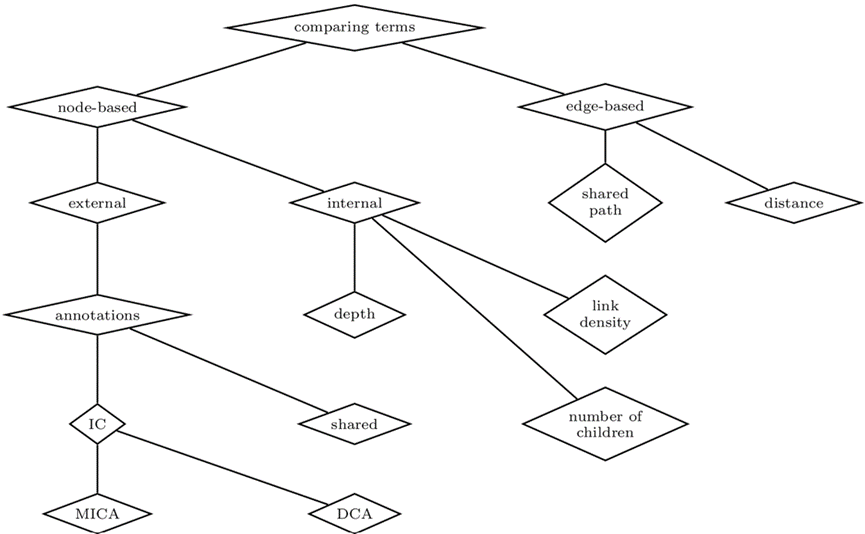 comparing terms
node-based
edge-based
external
internal
shared
path
distance
annotations
depth
link
density
IC
shared
number of
children
MICA
DCA